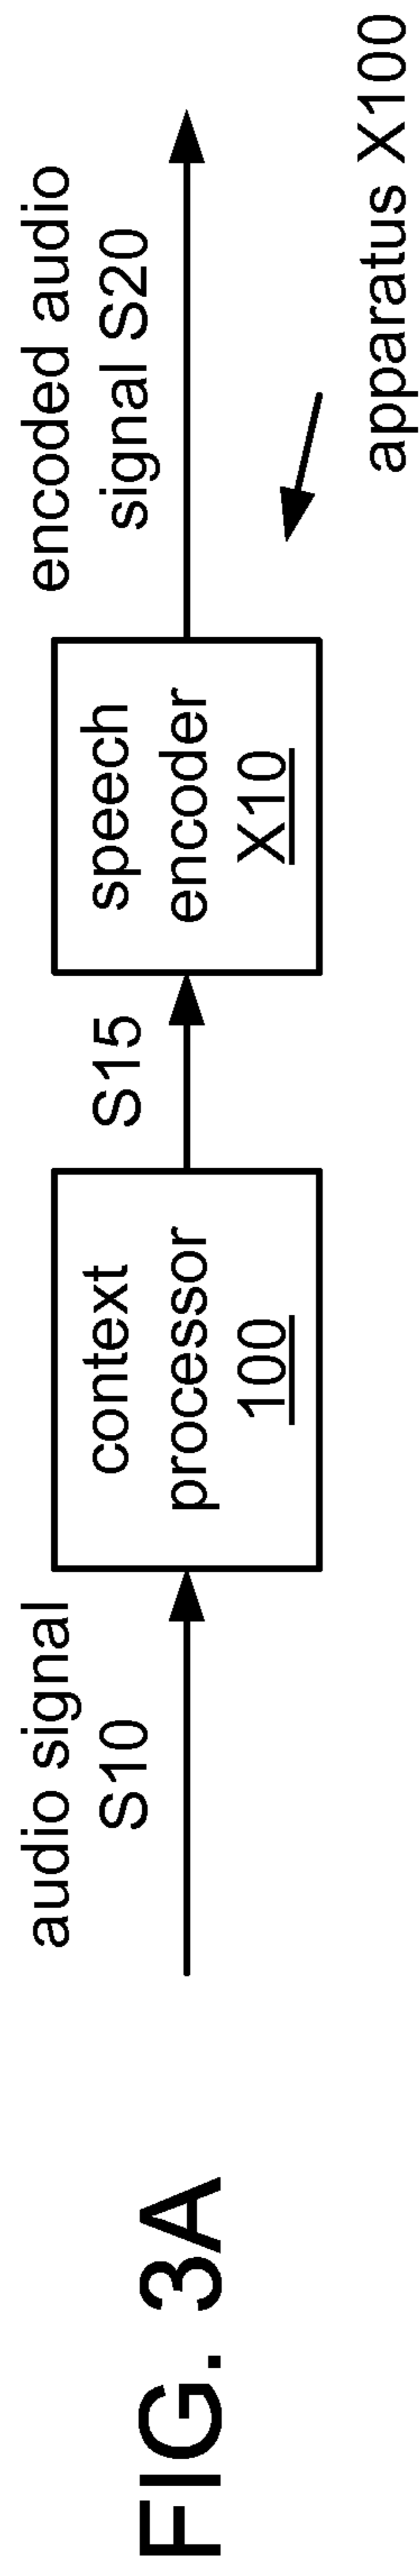 FIG. 3A
audio signal
S10
context
processor
100
S15
speech
encoder
X10
encoded audio
signal S20
apparatus X100